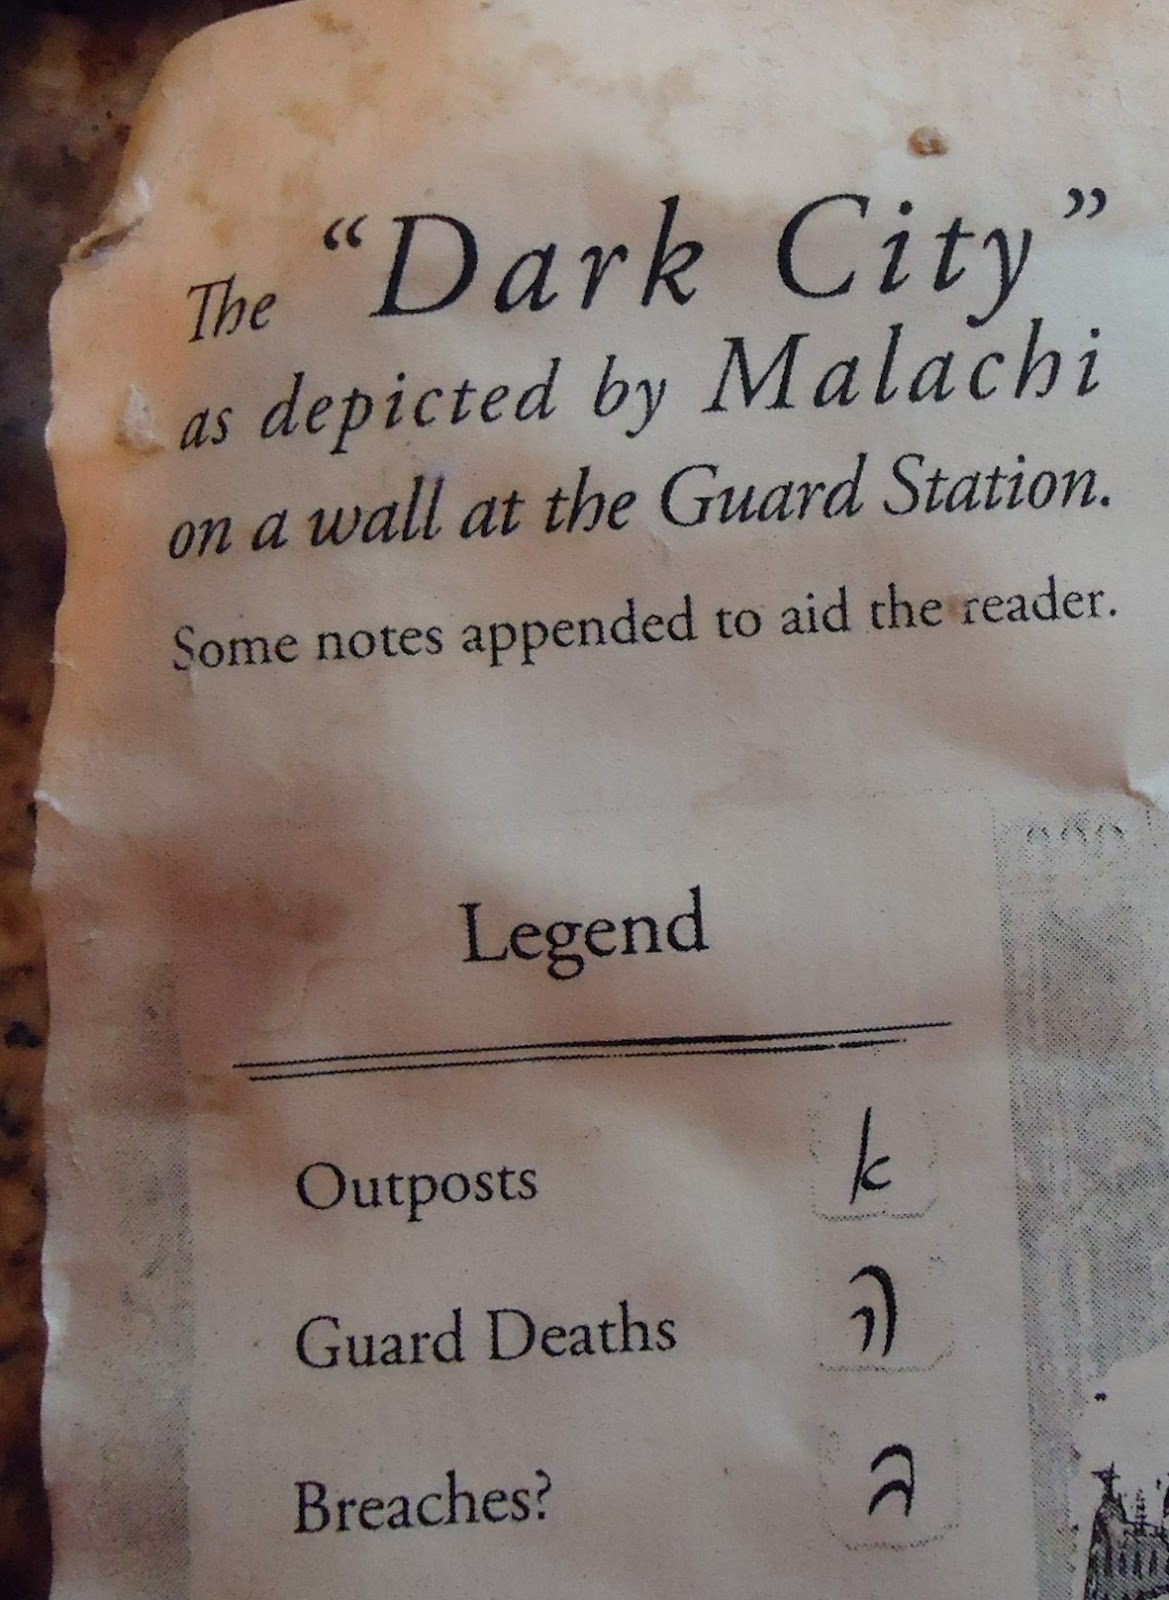 The “Dark City”
as depicted by Malachi
on a wall at the Guard Station.
Some notes appended to aid the reader.
Legend
Outposts
Guard Deaths
Breaches?